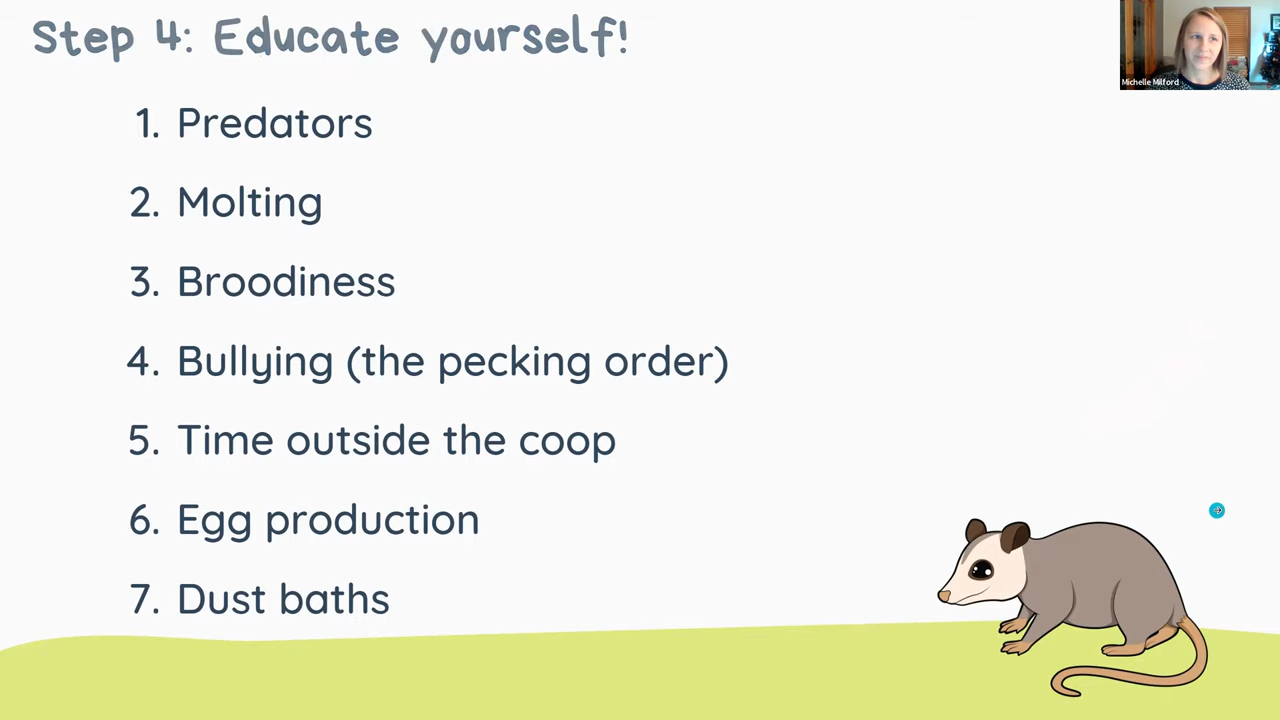 Step 4: Educate yourself!
Michelle Milford
1. Predators
2. Molting
3. Broodiness
4. Bullying (the pecking order)
5. Time outside the coop
6. Egg production
7. Dust baths